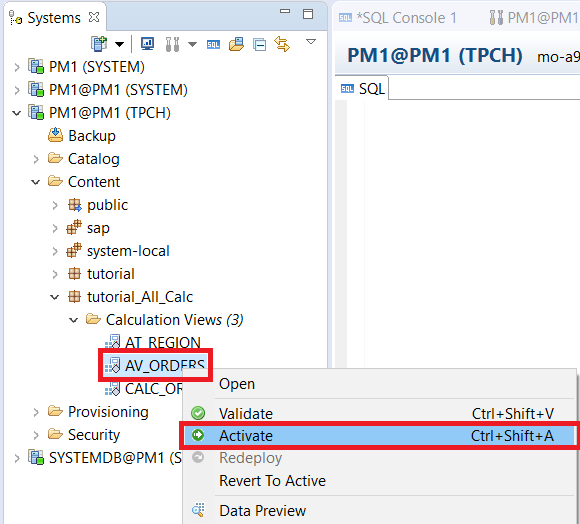 Systems
PM1 (SYSTEM)
PM1@PM1 (SYSTEM)
PM1@PM1 (TPCH)
Backup
Catalog
Content
public
sap
system-local
tutorial
tutorial_All_Calc
Calculation Views (3)
AT_REGION
AV_ORDERS
CALC_OR
Provisioning
Security
SYSTEMDB@PM1 (S
Open
Validate Ctrl+Shift+V
Activate Ctrl+Shift+A
Redeploy
Revert To Active
Data Preview
*SQL Console 1 PM1@PM1
PM1@PM1 (TPCH) mo-a9
SQL